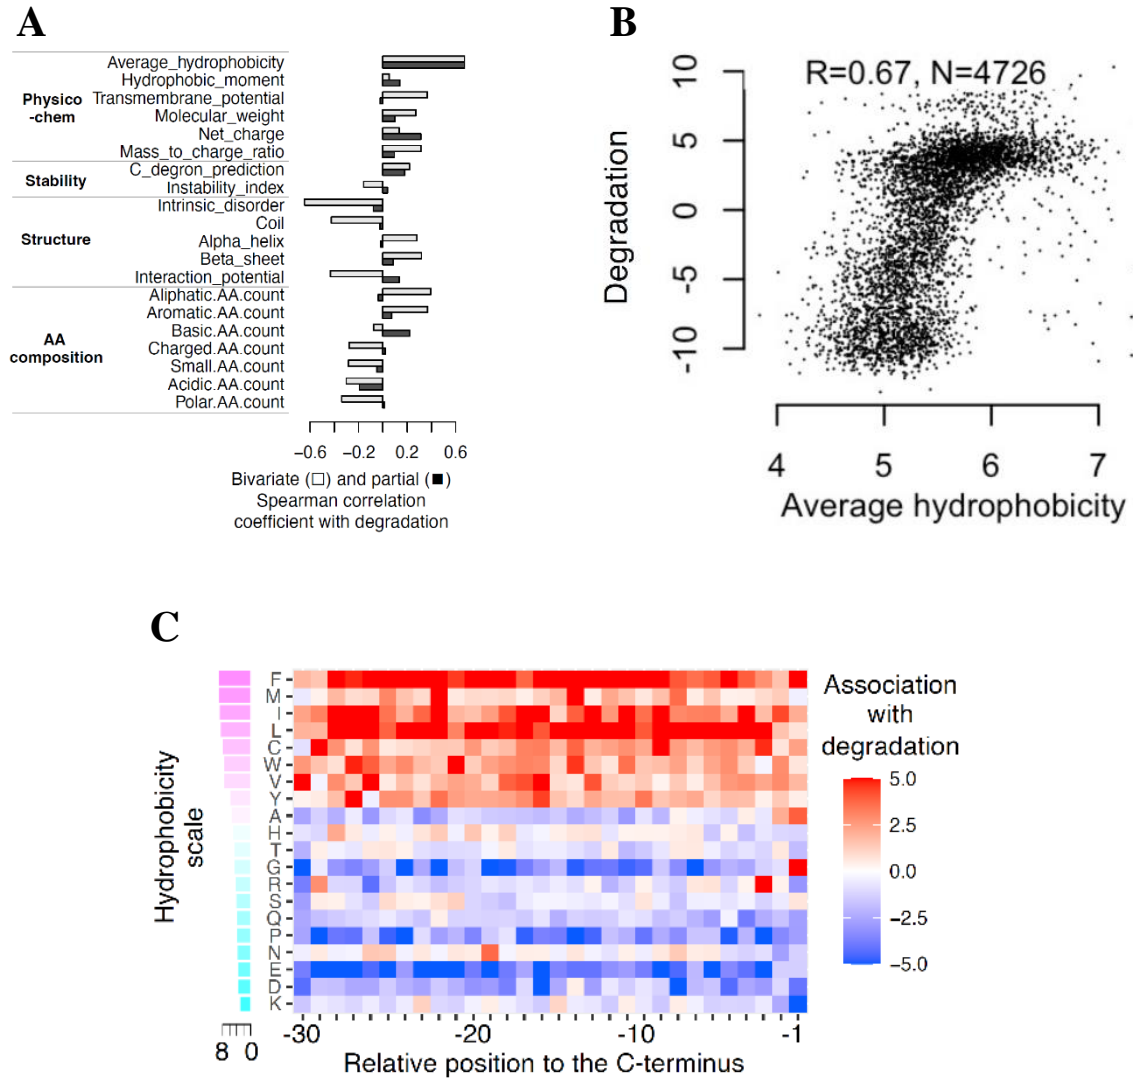 A
Physico
-chem
Average_hydrophobicity
Hydrophobic_moment
Transmembrane_potential
Molecular_weight
Net_charge
Mass_to_charge_ratio
Stability
C_degron_prediction
Instability_index
Structure
Intrinsic_disorder
Coil
Alpha_helix
Beta_sheet
Interaction_potential
AA
composition
Aliphatic.AA.count
Aromatic.AA.count
Basic.AA.count
Charged.AA.count
Small.AA.count
Acidic.AA.count
Polar.AA.count
−0.6 −0.2 0.2 0.6
Bivariate (□) and partial (■)
Spearman correlation
coefficient with degradation
B
R=0.67, N=4726
Degradation
10
5
0
-5
-10
4 5 6 7
Average hydrophobicity
C
Hydrophobicity
scale
8 0
F
M
I
L
C
W
V
Y
A
H
T
G
R
S
Q
P
N
E
D
K
-30 -20 -10 -1
Relative position to the C-terminus
Association
with
degradation
5.0
2.5
0.0
−2.5
−5.0